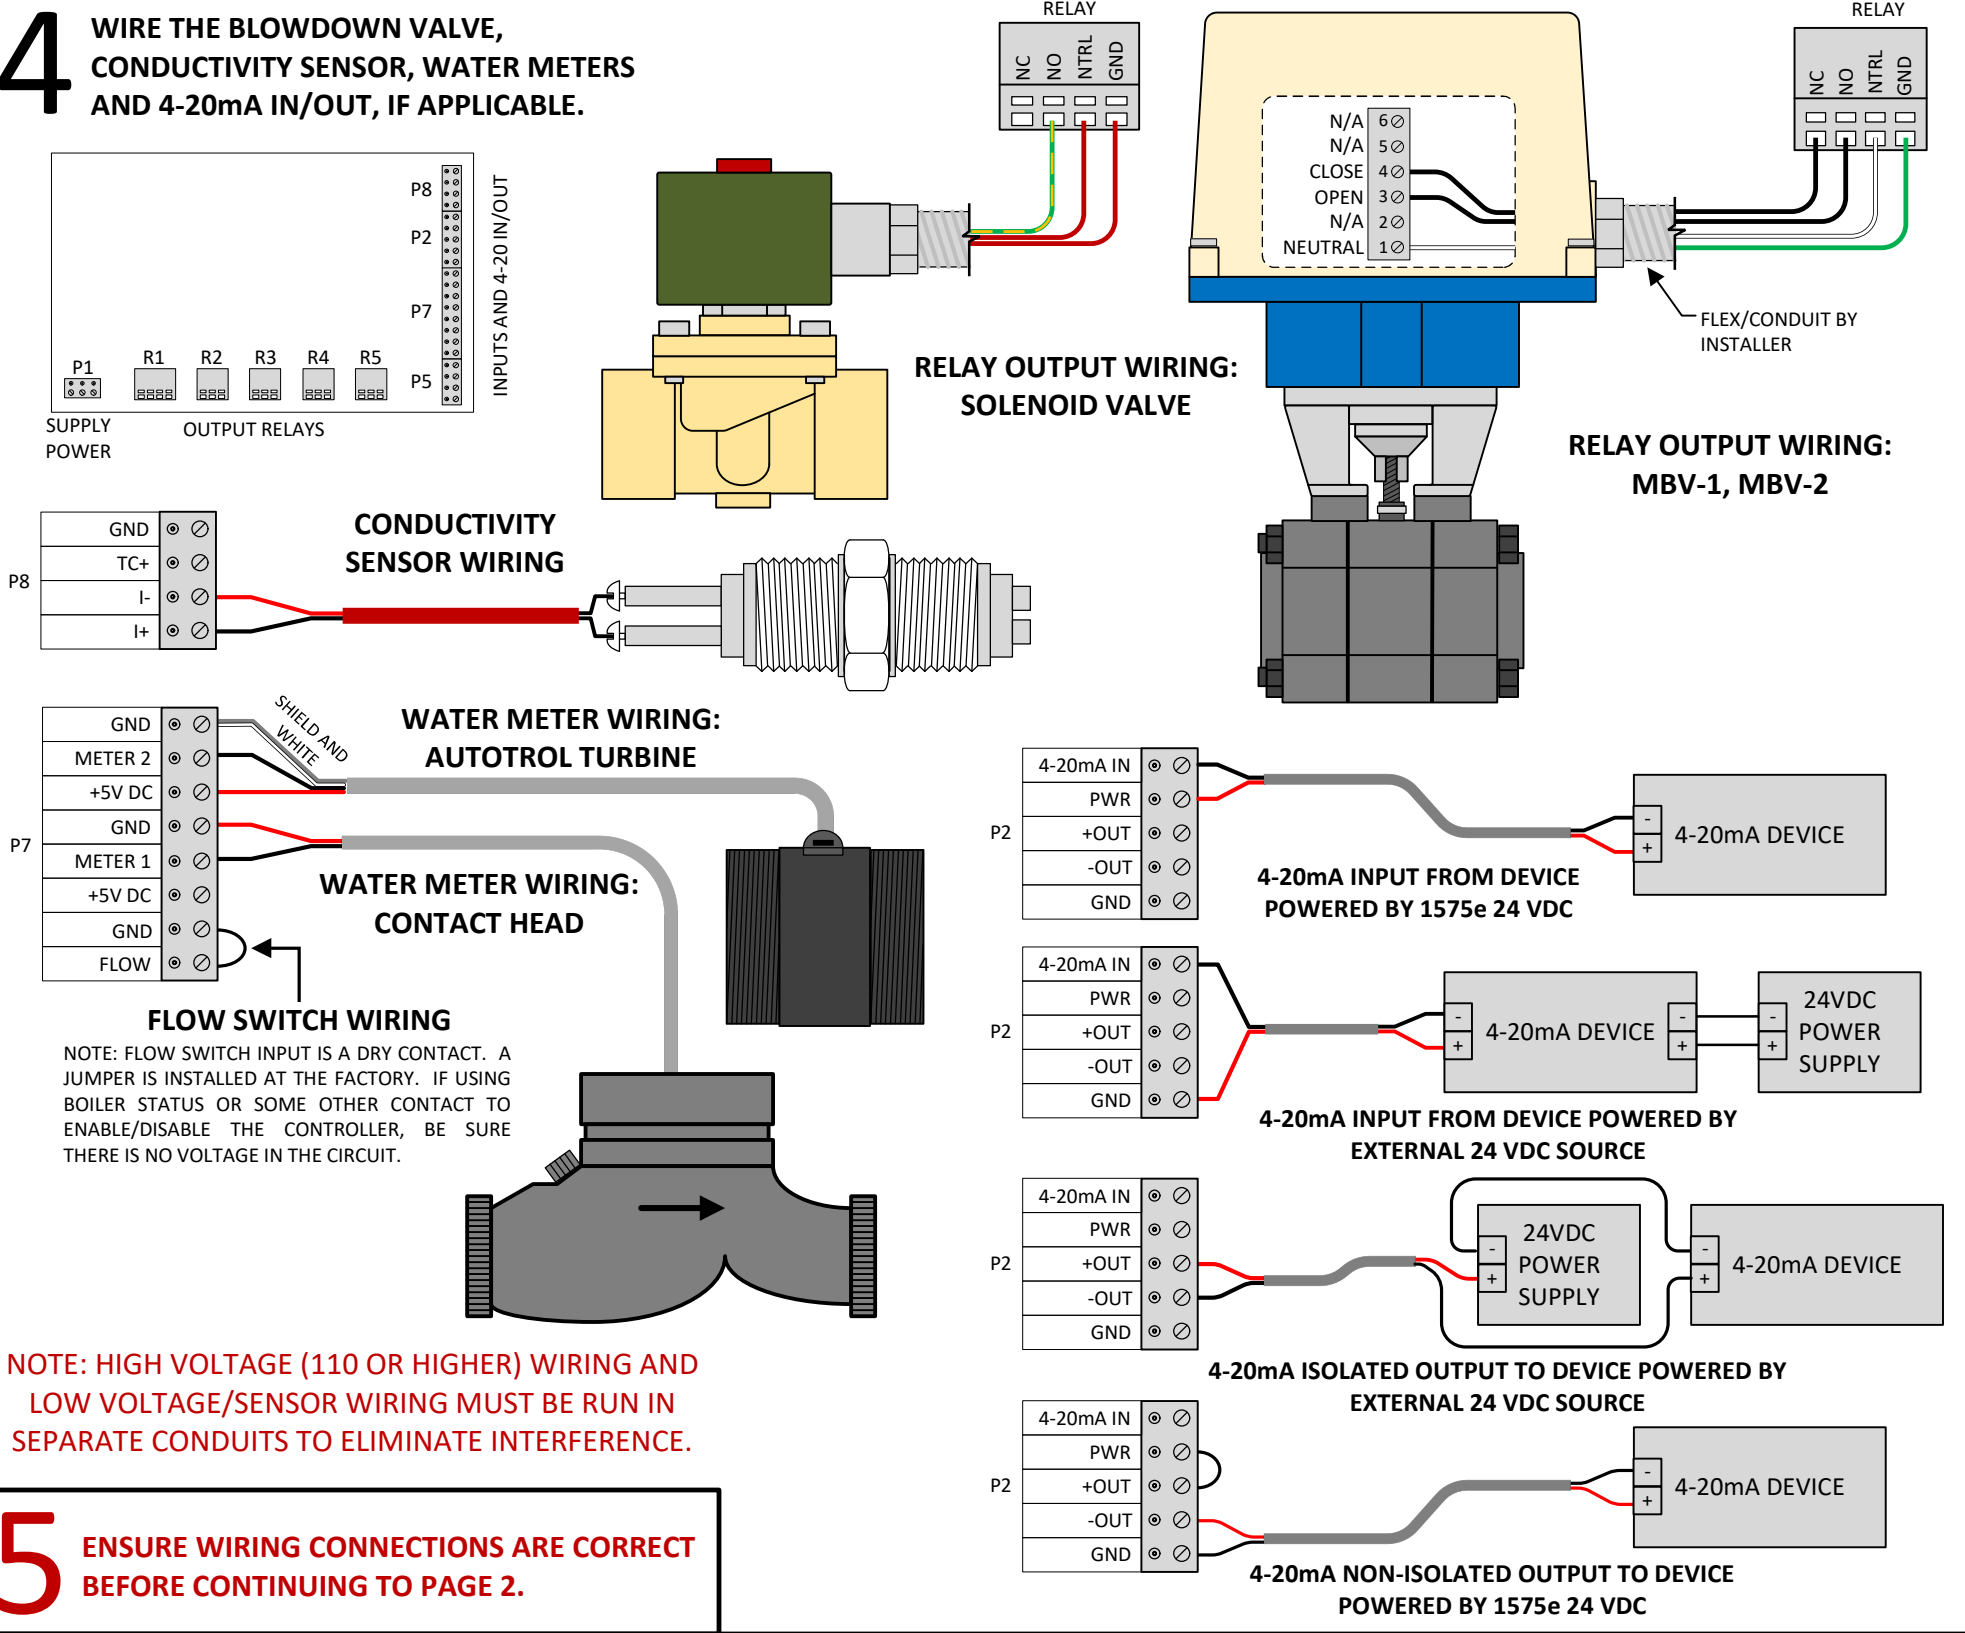 4
WIRE THE BLOWDOWN VALVE,
CONDUCTIVITY SENSOR, WATER METERS
AND 4-20mA IN/OUT, IF APPLICABLE.
P8
P2
P7
P5
INPUTS AND 4-20 IN/OUT
P1
R1
R2
R3
R4
R5
SUPPLY
POWER
OUTPUT RELAYS
RELAY
NC
NO
NTRL
GND
RELAY OUTPUT WIRING:
SOLENOID VALVE
N/A 6
N/A 5
CLOSE 4
OPEN 3
N/A 2
NEUTRAL 1
RELAY
NC
NO
NTRL
GND
FLEX/CONDUIT BY
INSTALLER
RELAY OUTPUT WIRING:
MBV-1, MBV-2
P8
GND
TC+
I-
I+
CONDUCTIVITY
SENSOR WIRING
P7
GND
METER 2
+5V DC
GND
METER 1
+5V DC
GND
FLOW
SHIELD AND
WHITE
WATER METER WIRING:
AUTOTROL TURBINE
WATER METER WIRING:
CONTACT HEAD
FLOW SWITCH WIRING
NOTE: FLOW SWITCH INPUT IS A DRY CONTACT. A
JUMPER IS INSTALLED AT THE FACTORY. IF USING
BOILER STATUS OR SOME OTHER CONTACT TO
ENABLE/DISABLE THE CONTROLLER, BE SURE
THERE IS NO VOLTAGE IN THE CIRCUIT.
P2
4-20mA IN
PWR
+OUT
-OUT
GND
-
+
4-20mA DEVICE
4-20mA INPUT FROM DEVICE
POWERED BY 1575e 24 VDC
P2
4-20mA IN
PWR
+OUT
-OUT
GND
-
+
4-20mA DEVICE
-
+
-
+
24VDC
POWER
SUPPLY
4-20mA INPUT FROM DEVICE POWERED BY
EXTERNAL 24 VDC SOURCE
P2
4-20mA IN
PWR
+OUT
-OUT
GND
-
+
24VDC
POWER
SUPPLY
-
+
4-20mA DEVICE
4-20mA ISOLATED OUTPUT TO DEVICE POWERED BY
EXTERNAL 24 VDC SOURCE
P2
4-20mA IN
PWR
+OUT
-OUT
GND
-
+
4-20mA DEVICE
4-20mA NON-ISOLATED OUTPUT TO DEVICE
POWERED BY 1575e 24 VDC
NOTE: HIGH VOLTAGE (110 OR HIGHER) WIRING AND
LOW VOLTAGE/SENSOR WIRING MUST BE RUN IN
SEPARATE CONDUITS TO ELIMINATE INTERFERENCE.
5
ENSURE WIRING CONNECTIONS ARE CORRECT
BEFORE CONTINUING TO PAGE 2.